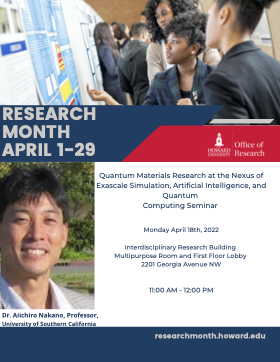 RESEARCH
MONTH
APRIL 1-29
HOWARD
UNIVERSITY
Office of
Research
Quantum Materials Research at the Nexus of
Exascale Simulation, Artificial Intelligence, and
Quantum
Computing Seminar
Monday April 18th, 2022
Interdisciplinary Research Building
Multipurpose Room and First Floor Lobby
2201 Georgia Avenue NW
11:00 AM - 12:00 PM
Dr. Aiichiro Nakano, Professor,
University of Southern California
researchmonth.howard.edu